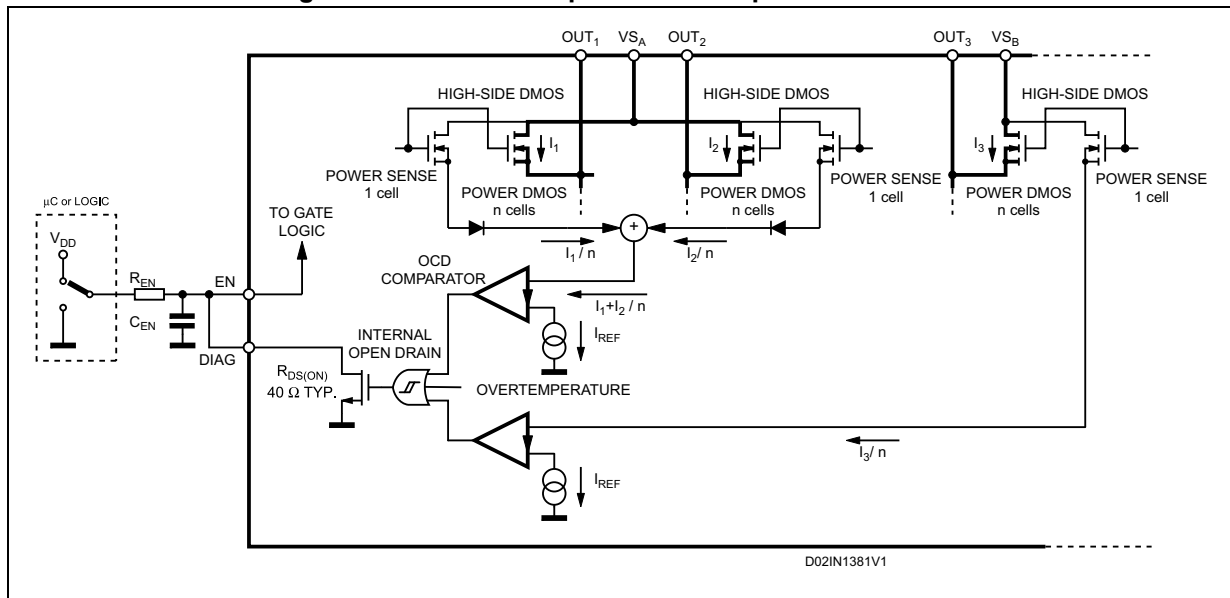 OUT1 VSA OUT2 OUT3 VSB
HIGH-SIDE DMOS
HIGH-SIDE DMOS
HIGH-SIDE DMOS
I1
I2
I3
POWER SENSE
1 cell
POWER DMOS
n cells
POWER DMOS
n cells
POWER SENSE
1 cell
POWER DMOS
n cells
POWER SENSE
1 cell
μC or LOGIC
VDD
TO GATE
LOGIC
+
I1 / n
I2/ n
REN
EN
CEN
DIAG
OCD
COMPARATOR
I1+I2 / n
IREF
INTERNAL
OPEN DRAIN
RDS(ON)
40 Ω TYP.
OVERTEMPERATURE
I3/ n
IREF
D02IN1381V1